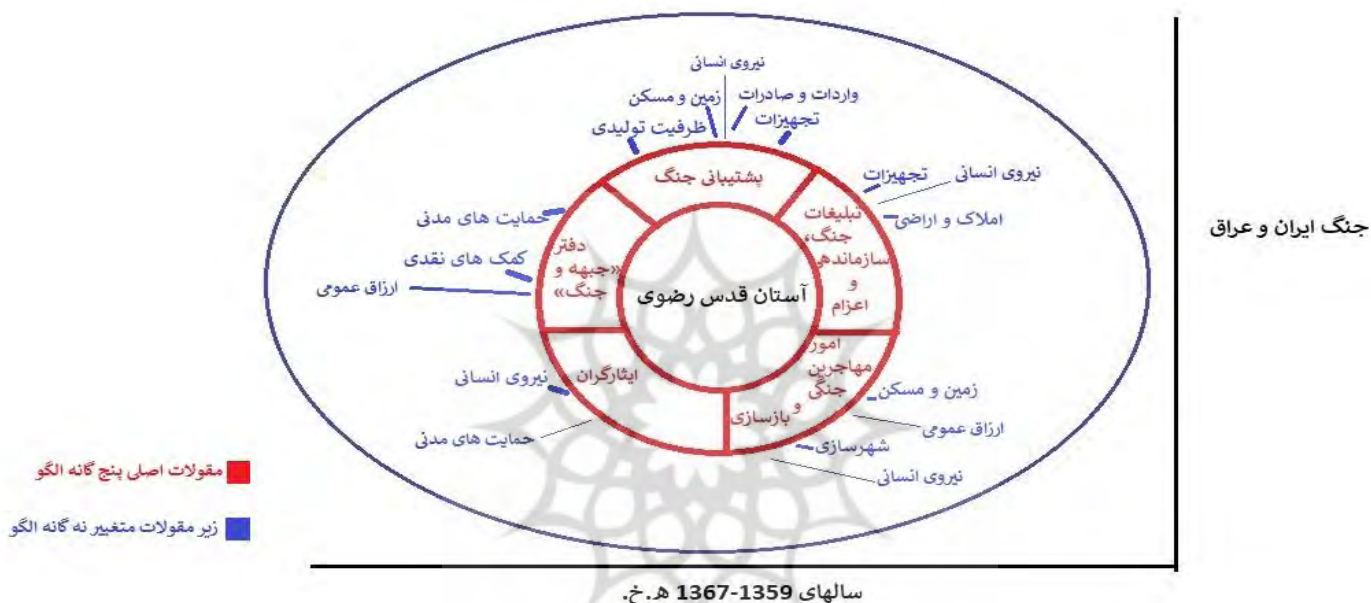 نیروی انسانی
زمین و مسکن
واردات و صادرات
ظرفیت تولیدی
تجهیزات
پشتیبانی جنگ
تجهیزات
نیروی انسانی
املاک و اراضی
تبلیغات
جنگ،
سازماندهی
و
اعزام
حمایت های مدنی
کمک های نقدی
ارزاق عمومی
دفتر
«جبهه و
جنگ»
آستان قدس رضوی
جنگ ایران و عراق
امور
مهاجرین
جنگی
و
بازسازی
زمین و مسکن
ارزاق عمومی
شهرسازی
نیروی انسانی
ایثارگران
نیروی انسانی
حمایت های مدنی
مقولات اصلی پنج گانه الگو
زیر مقولات متغییر نه گانه الگو
سالهای 1359-1367 ه.خ.